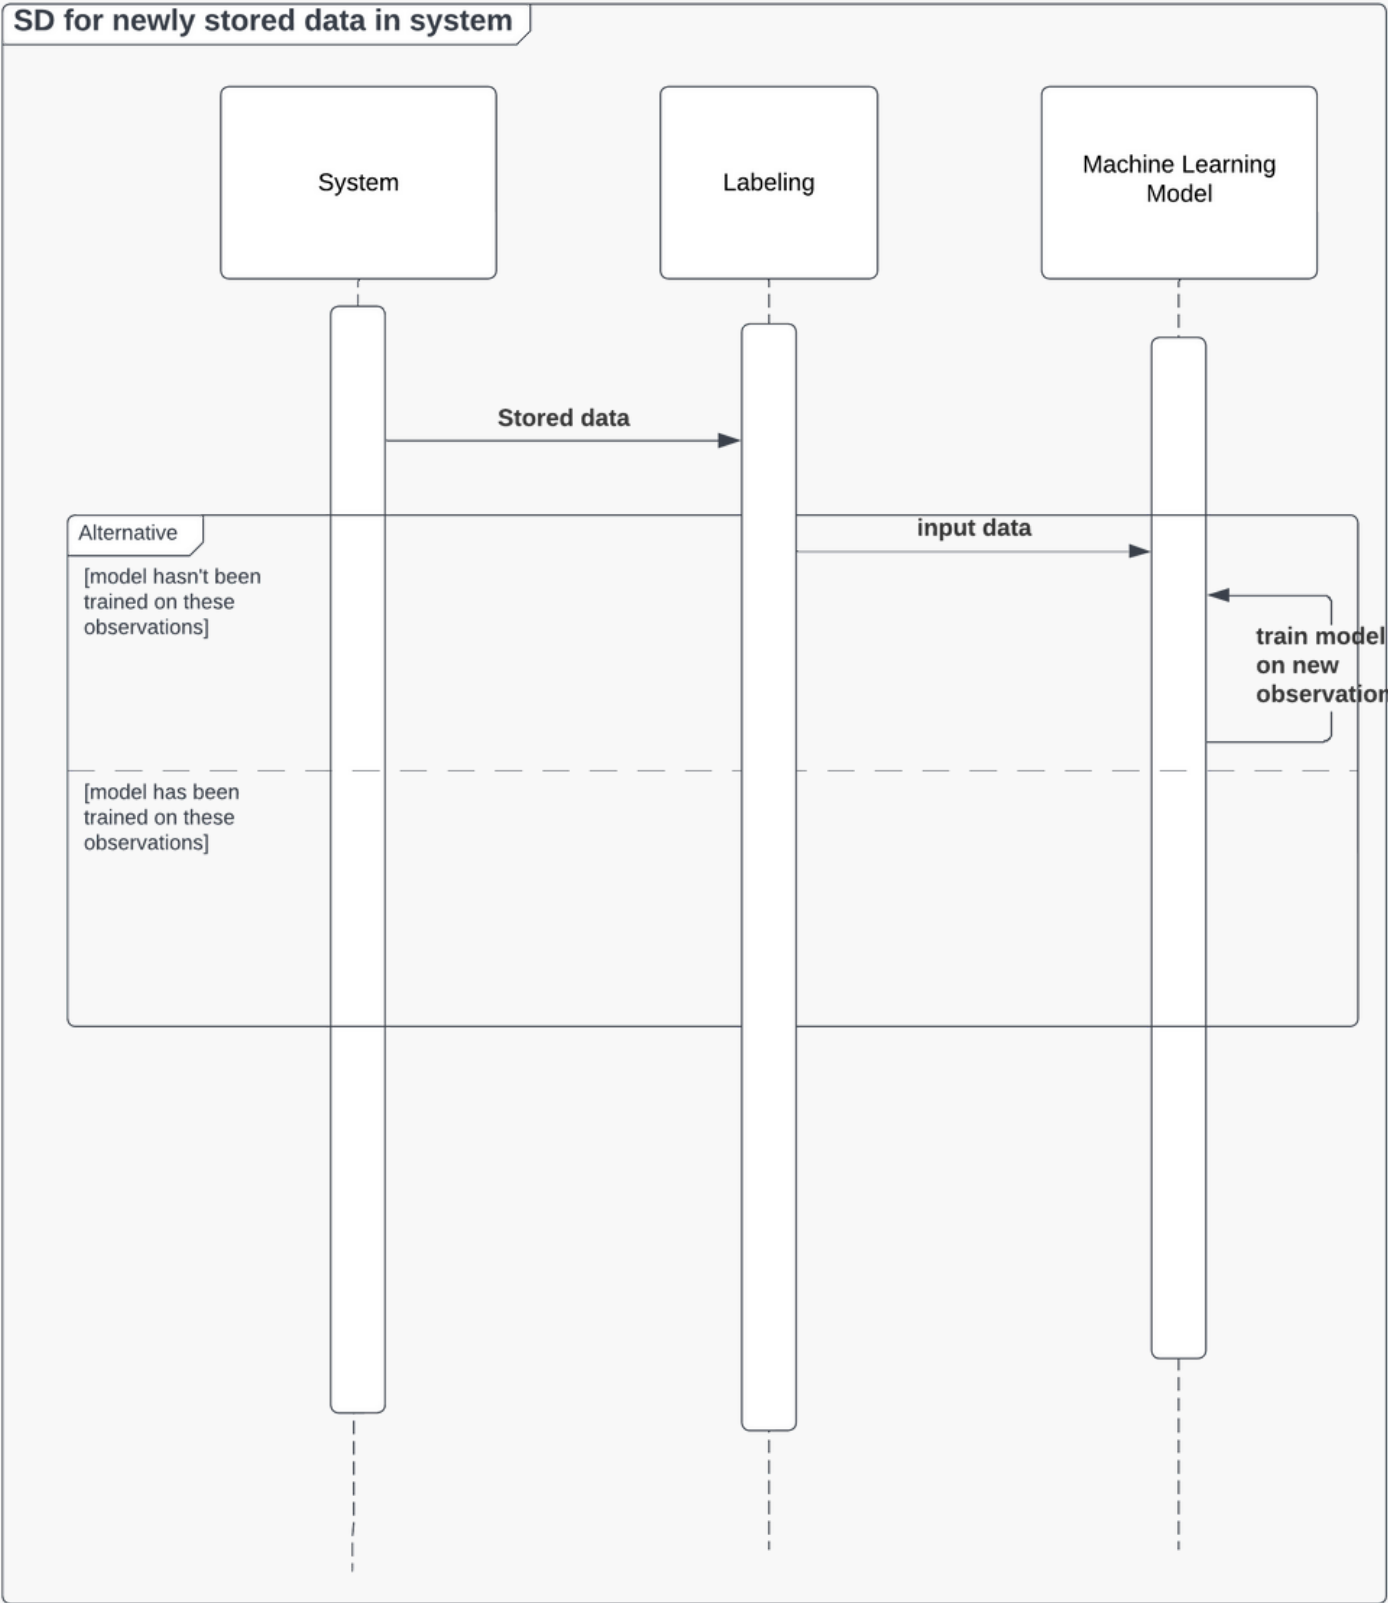 SD for newly stored data in system
System
Labeling
Machine Learning
Model
Stored data
Alternative
input data
[model hasn't been
trained on these
observations]
train model
on new
observation
[model has been
trained on these
observations]